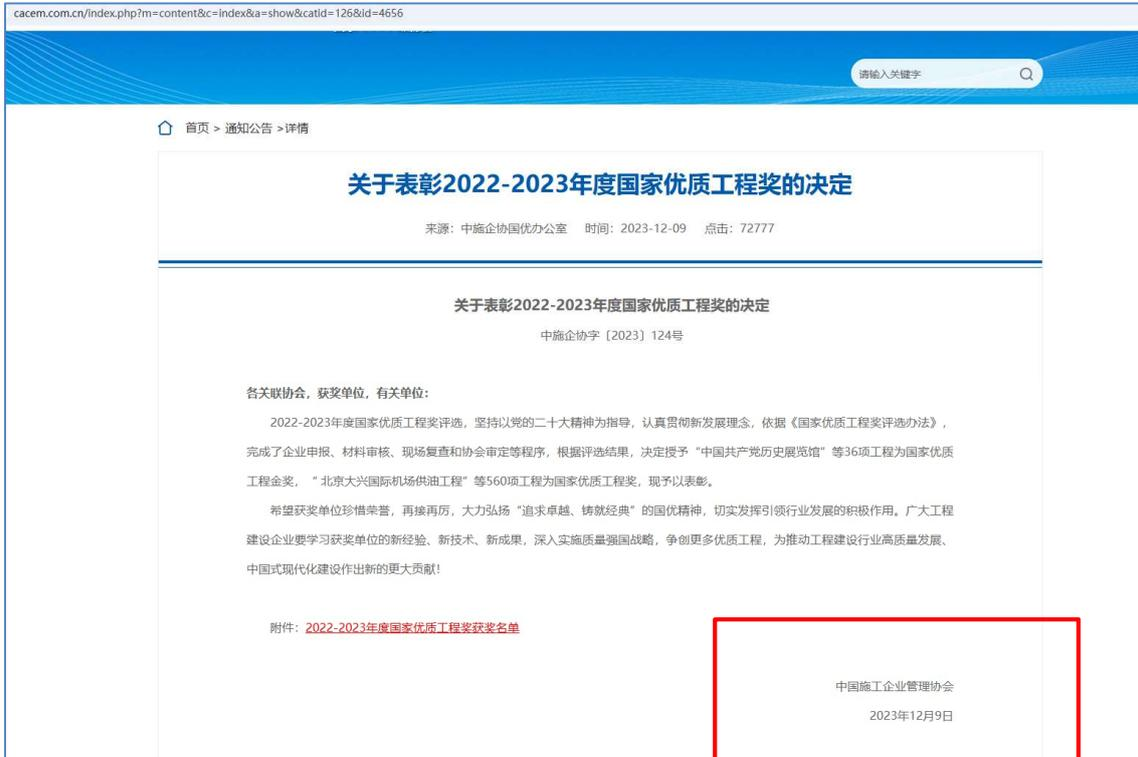 cacem.com.cn/index.php?m=content&c=index&a=show&catid=126&id=4656
请输入关键字
首页 > 通知公告 >详情
关于表彰2022-2023年度国家优质工程奖的决定
来源：中施企协国优办公室 时间：2023-12-09 点击：72777
关于表彰2022-2023年度国家优质工程奖的决定
中施企协字〔2023〕124号
各关联协会，获奖单位，有关单位：
2022-2023年度国家优质工程奖评选，坚持以党的二十大精神为指导，认真贯彻新发展理念，依据《国家优质工程奖评选办法》，
完成了企业申报、材料审核、现场复查和协会审定等程序，根据评选结果，决定授予“中国共产党历史展览馆”等36项工程为国家优质
工程金奖，“ 北京大兴国际机场供油工程”等560项工程为国家优质工程奖，现予以表彰。
希望获奖单位珍惜荣誉，再接再厉，大力弘扬“追求卓越、铸就经典”的国优精神，切实发挥引领行业发展的积极作用。广大工程
建设企业要学习获奖单位的新经验、新技术、新成果，深入实施质量强国战略，争创更多优质工程，为推动工程建设行业高质量发展、
中国式现代化建设作出新的更大贡献！
附件：2022-2023年度国家优质工程奖获奖名单
中国施工企业管理协会
2023年12月9日